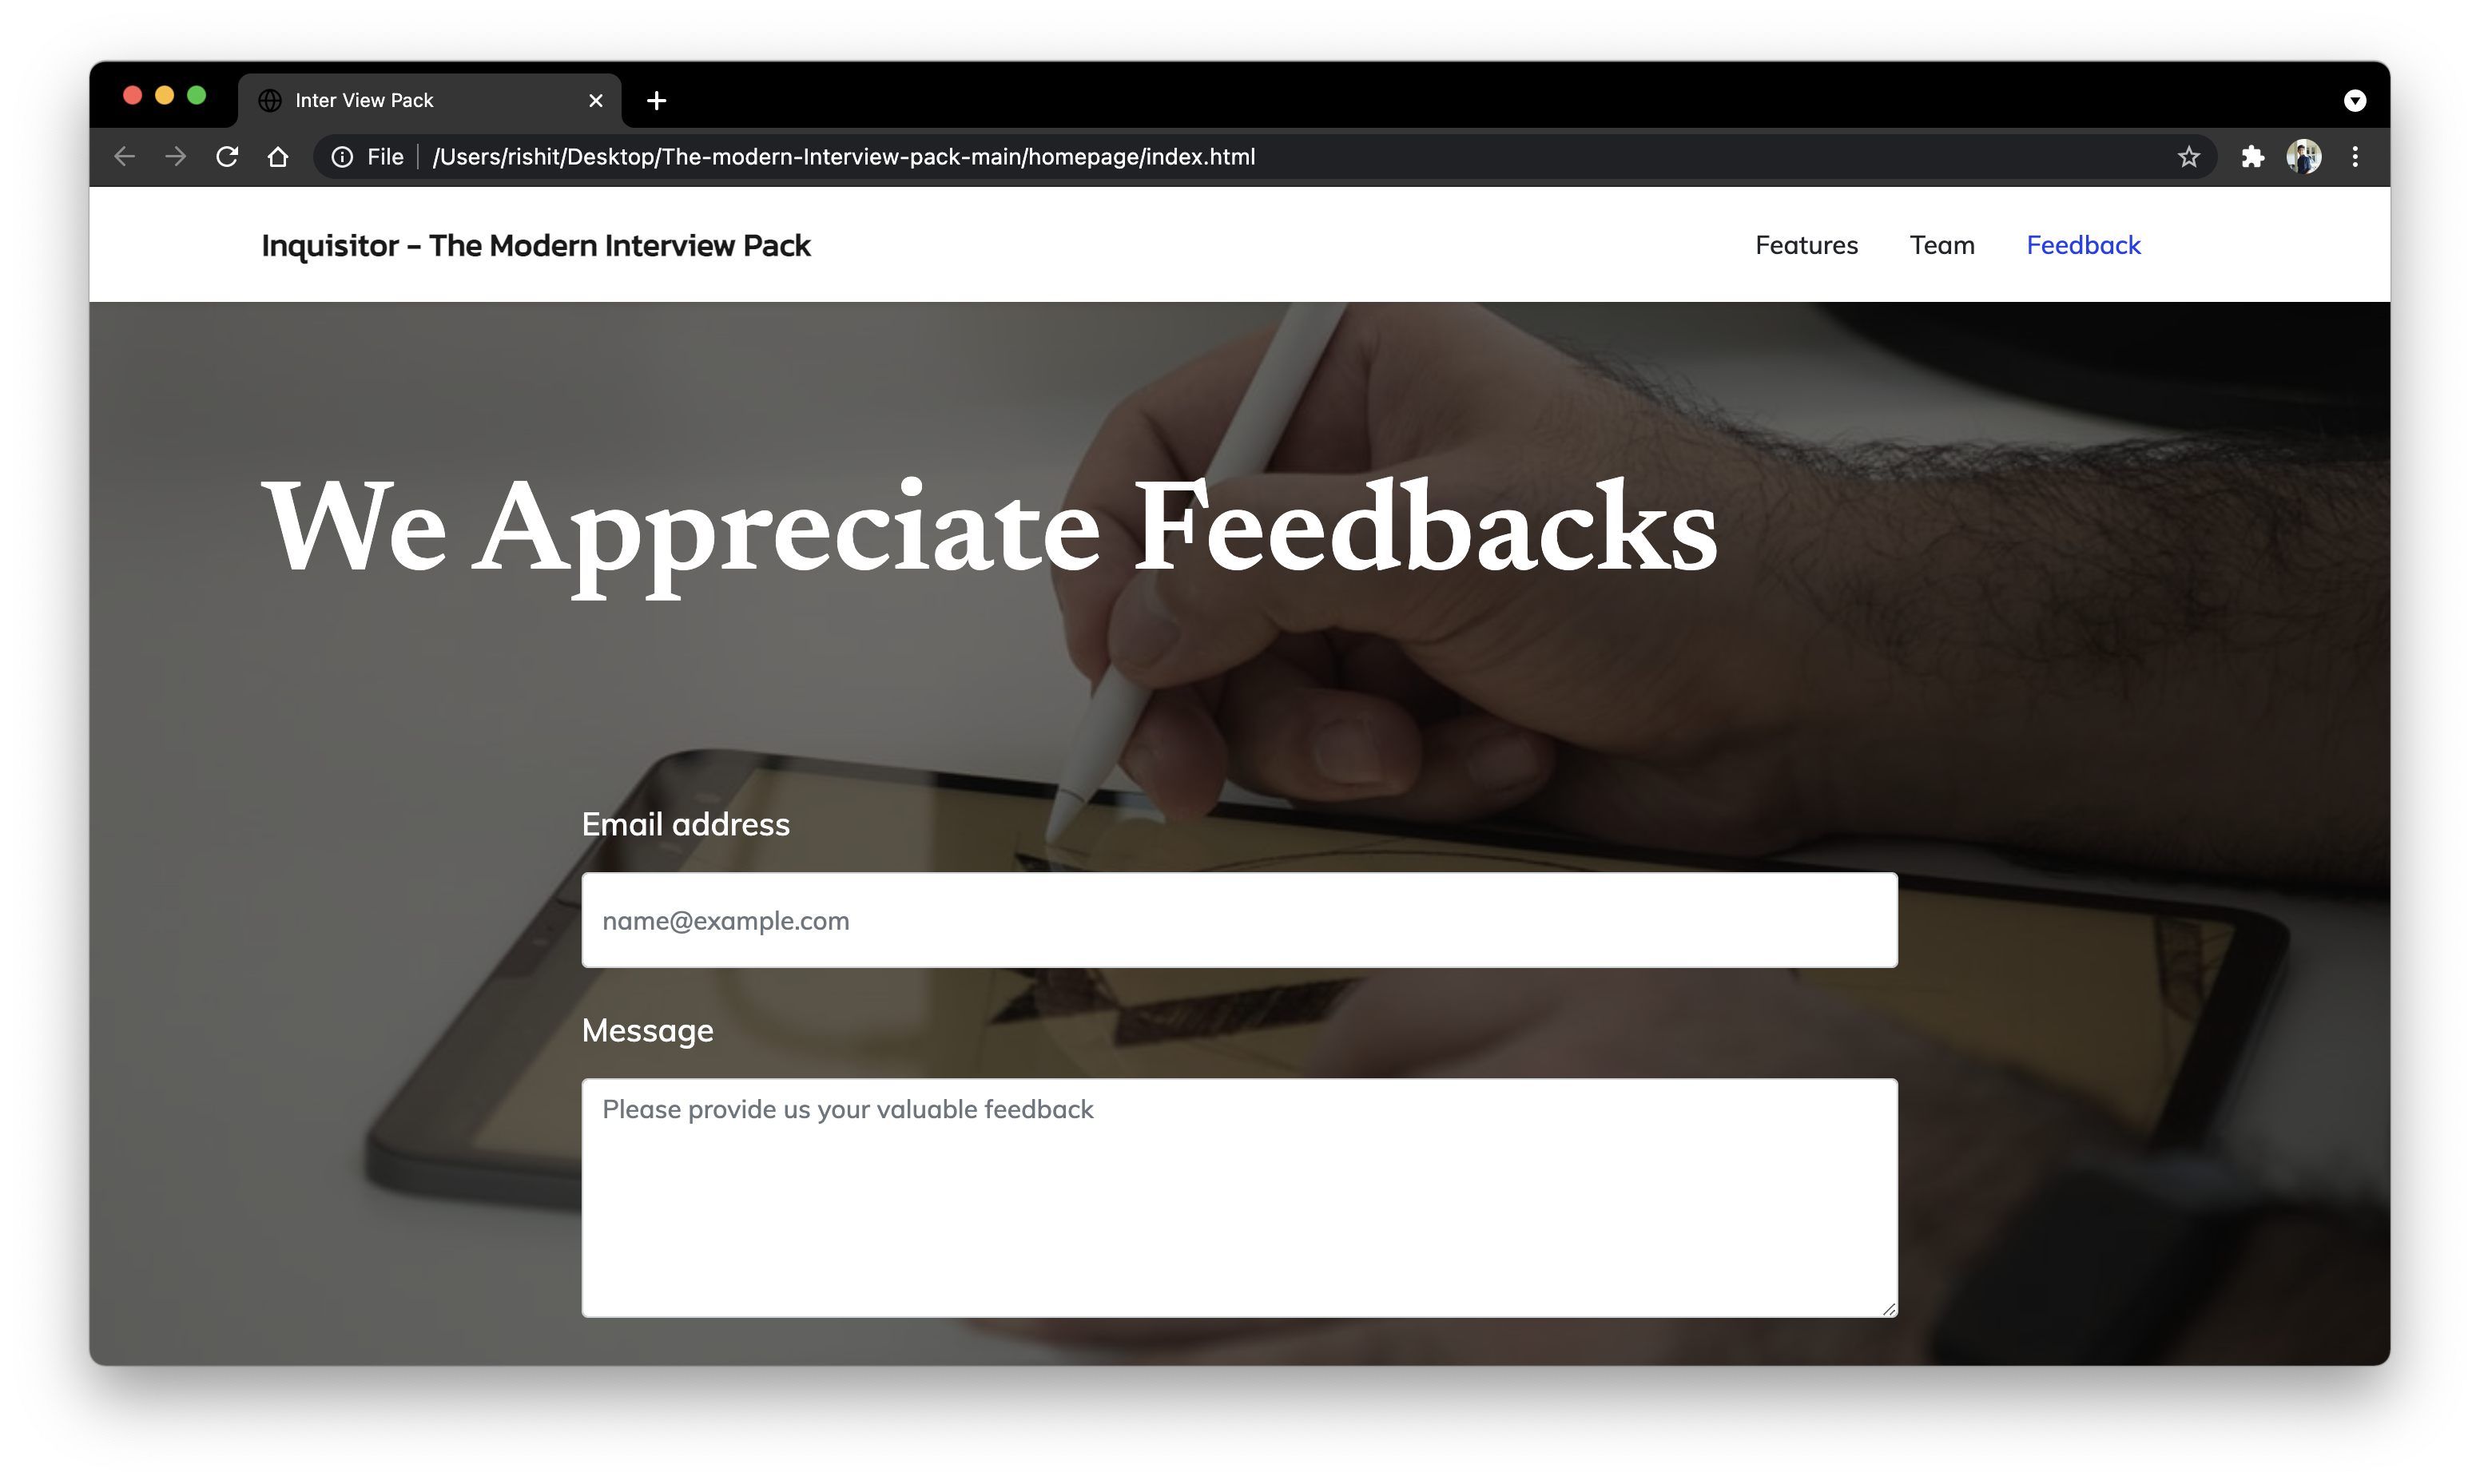 Inter View Pack
File /Users/rishit/Desktop/The-modern-Interview-pack-main/homepage/index.html
Inquisitor - The Modern Interview Pack Features Team Feedback
We Appreciate Feedbacks
Email address
name@example.com
Message
Please provide us your valuable feedback